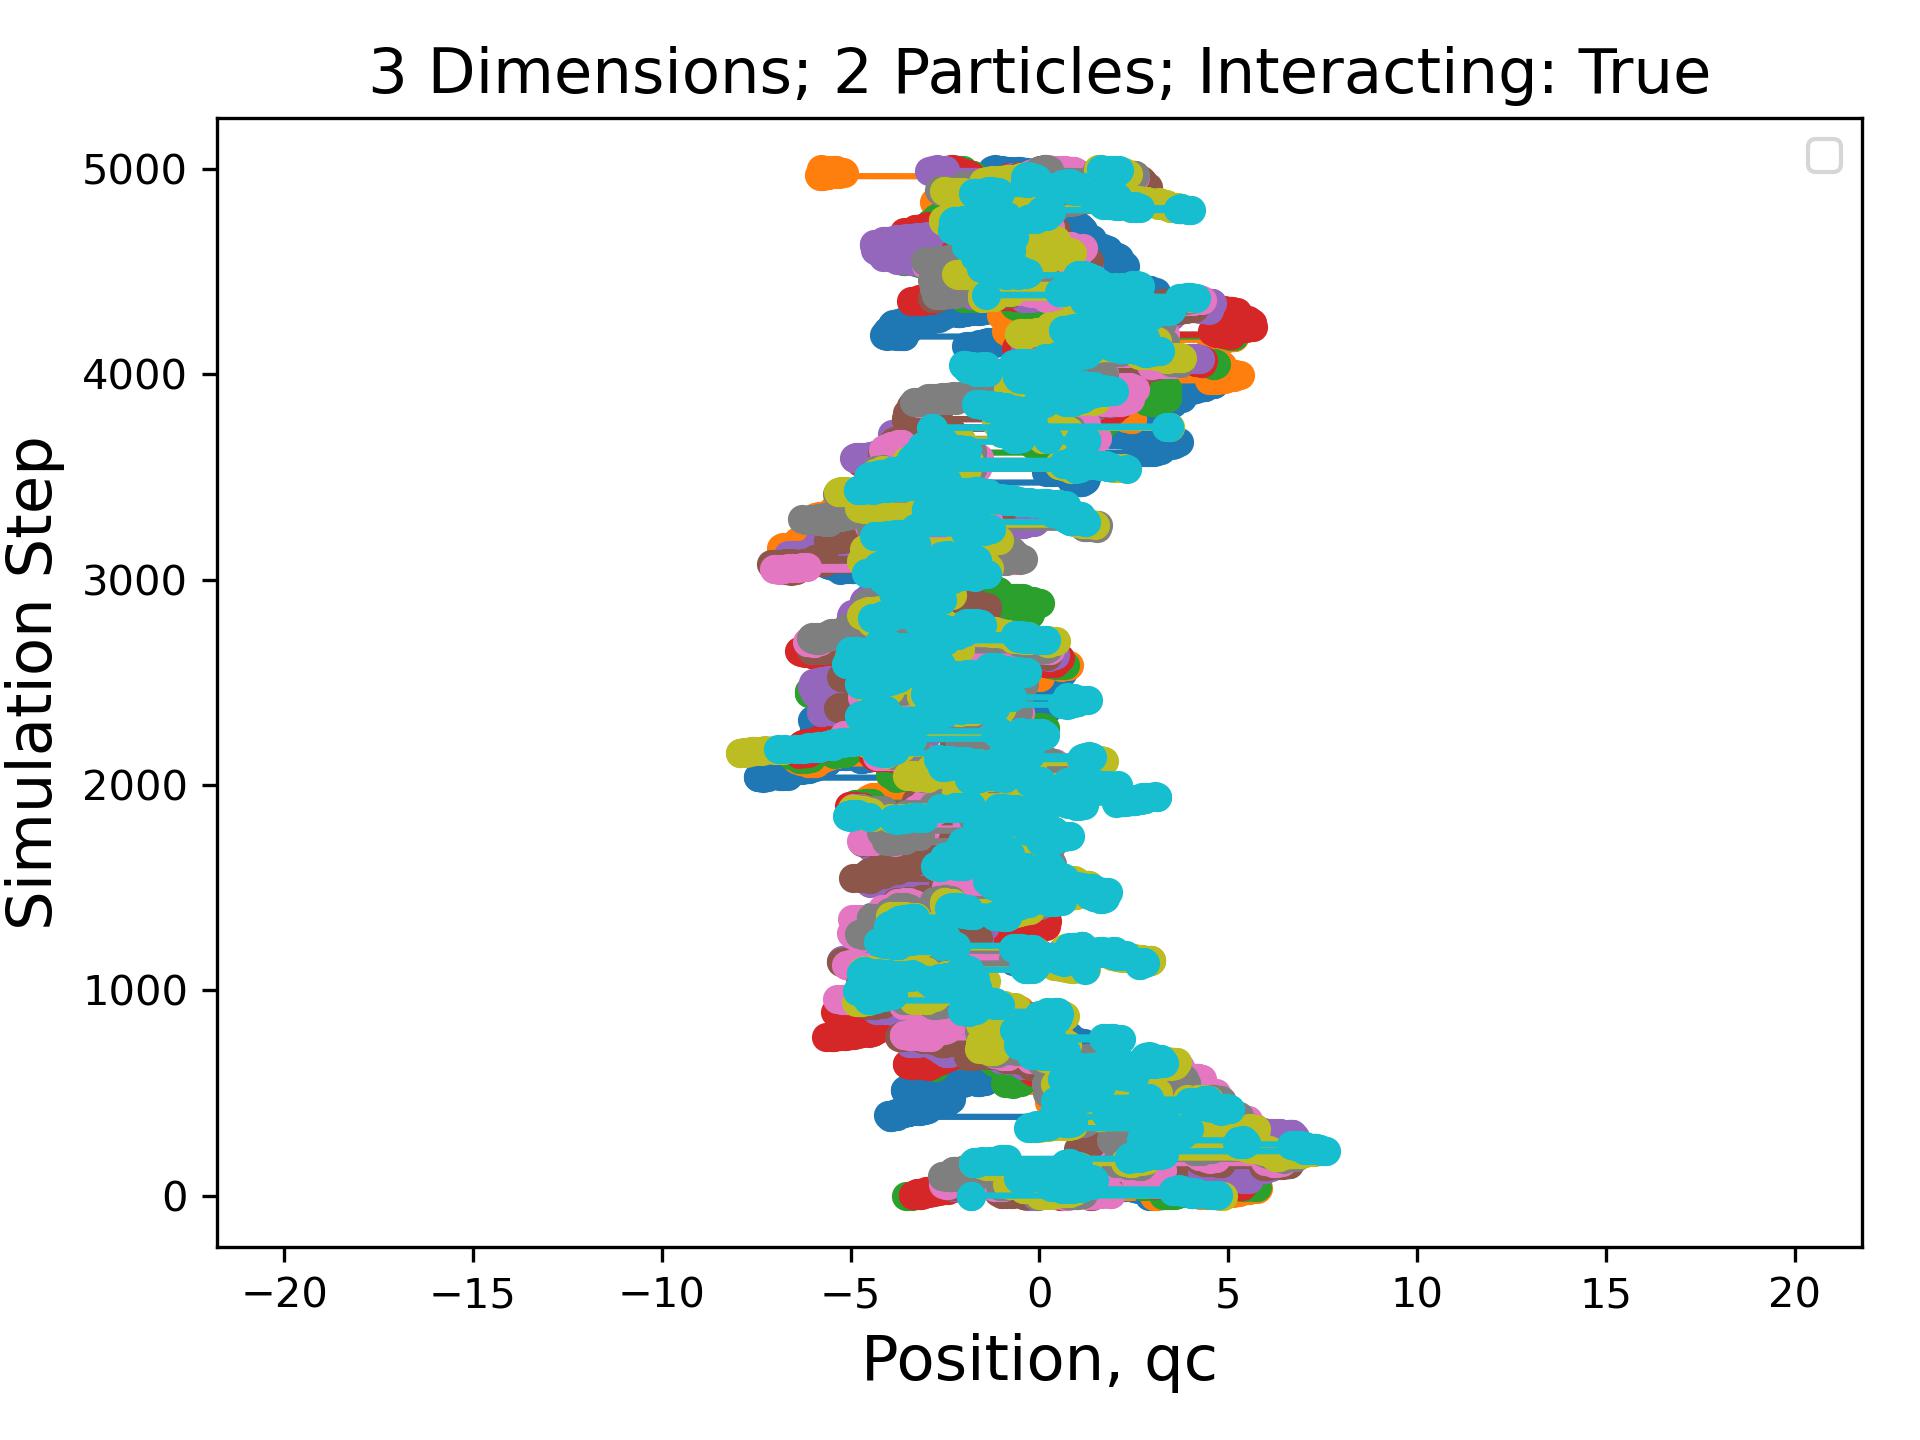 3 Dimensions; 2 Particles; Interacting: True
5000
4000
3000
2000
1000
0
Simulation Step
−20 −15 −10 −5 0 5 10 15 20
Position, qc